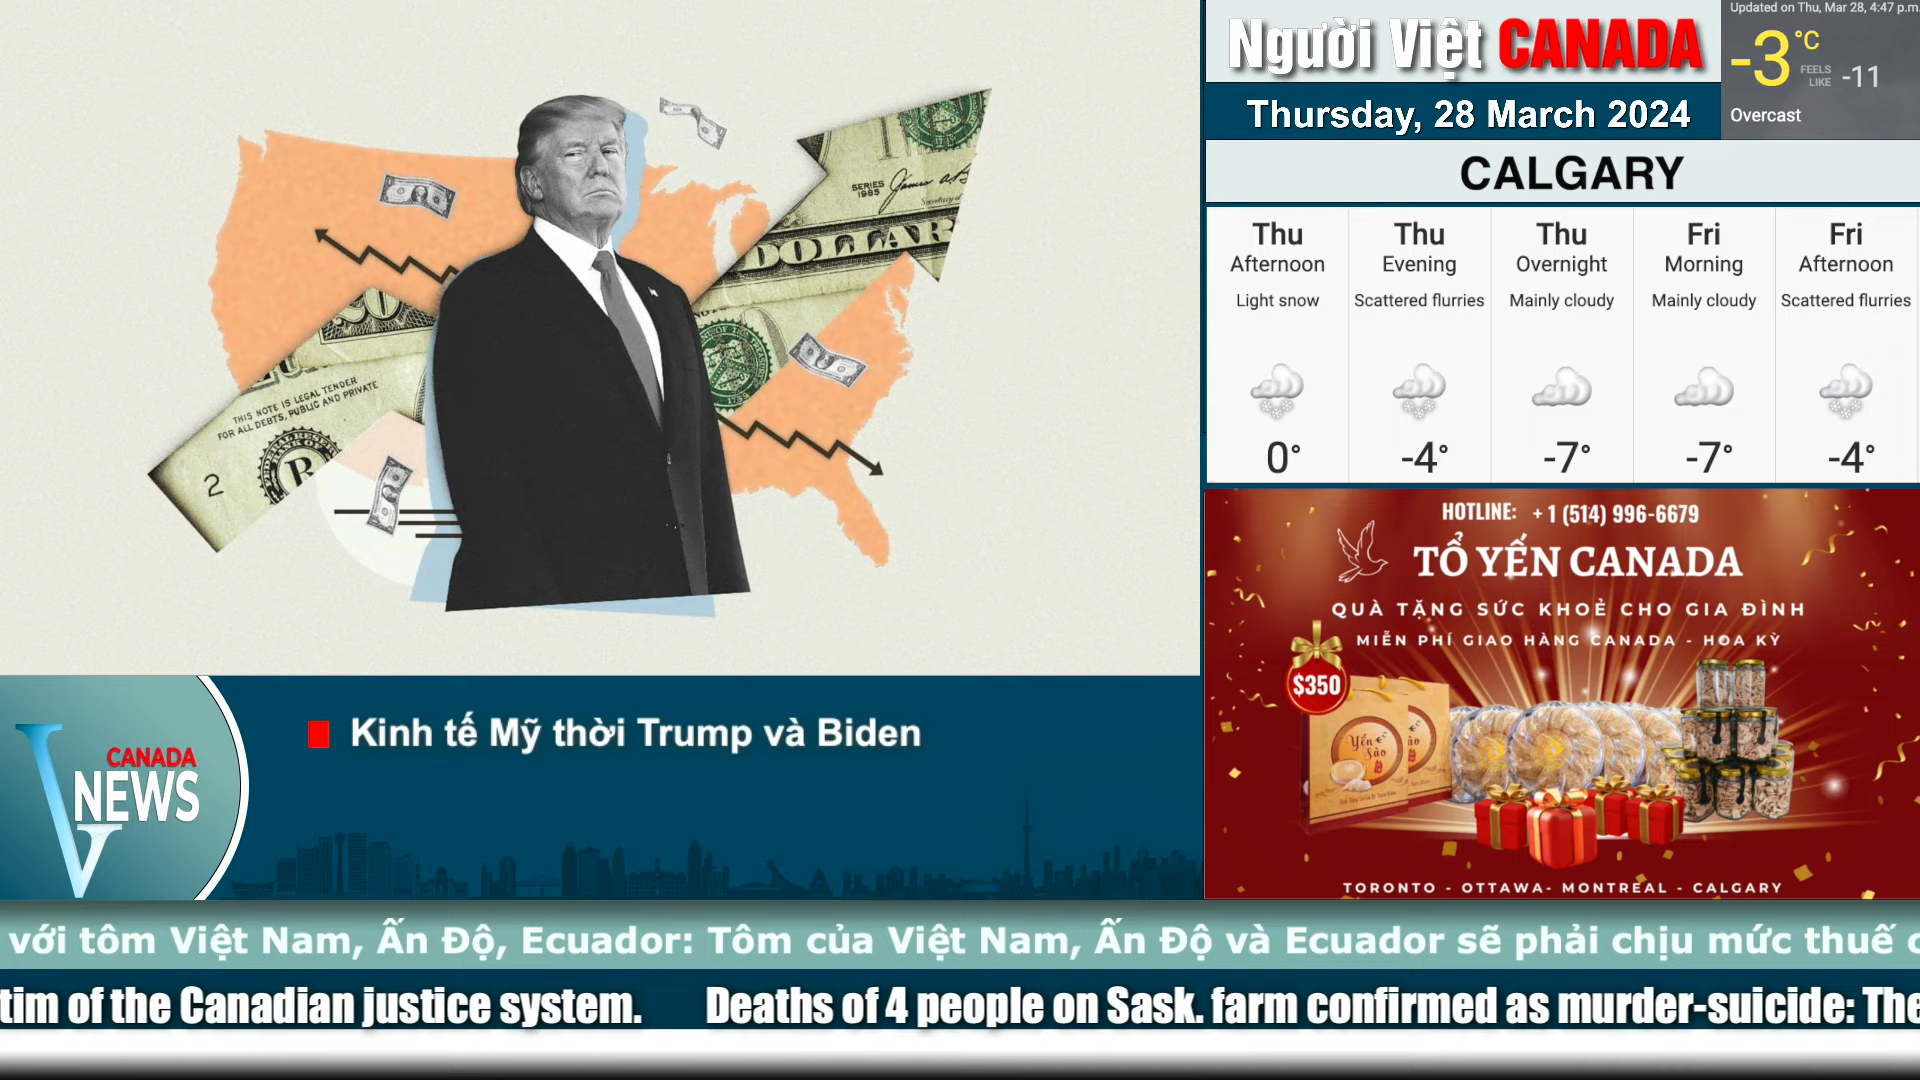 Người Việt CANADA
Thursday, 28 March 2024
Updated on Thu, Mar 28, 4:47 p.m.
-3 °C
FEELS LIKE -11
Overcast
CALGARY
Thu Afternoon Light snow 0°
Thu Evening Scattered flurries -4°
Thu Overnight Mainly cloudy -7°
Fri Morning Mainly cloudy -7°
Fri Afternoon Scattered flurries -4°
SERIES
1985
DOLLAR
20
THIS NOTE IS LEGAL TENDER
FOR ALL DEBTS, PUBLIC AND PRIVATE
B
2
HOTLINE: + 1 (514) 996-6679
TỔ YẾN CANADA
QUÀ TẶNG SỨC KHOẺ CHO GIA ĐÌNH
MIỄN PHÍ GIAO HÀNG CANADA - HOA KỲ
$350
Yến Sào
TORONTO - OTTAWA- MONTREAL - CALGARY
V CANADA
NEWS
Kinh tế Mỹ thời Trump và Biden
với tôm Việt Nam, Ấn Độ, Ecuador: Tôm của Việt Nam, Ấn Độ và Ecuador sẽ phải chịu mức thuế
tim of the Canadian justice system. Deaths of 4 people on Sask. farm confirmed as murder-suicide: The